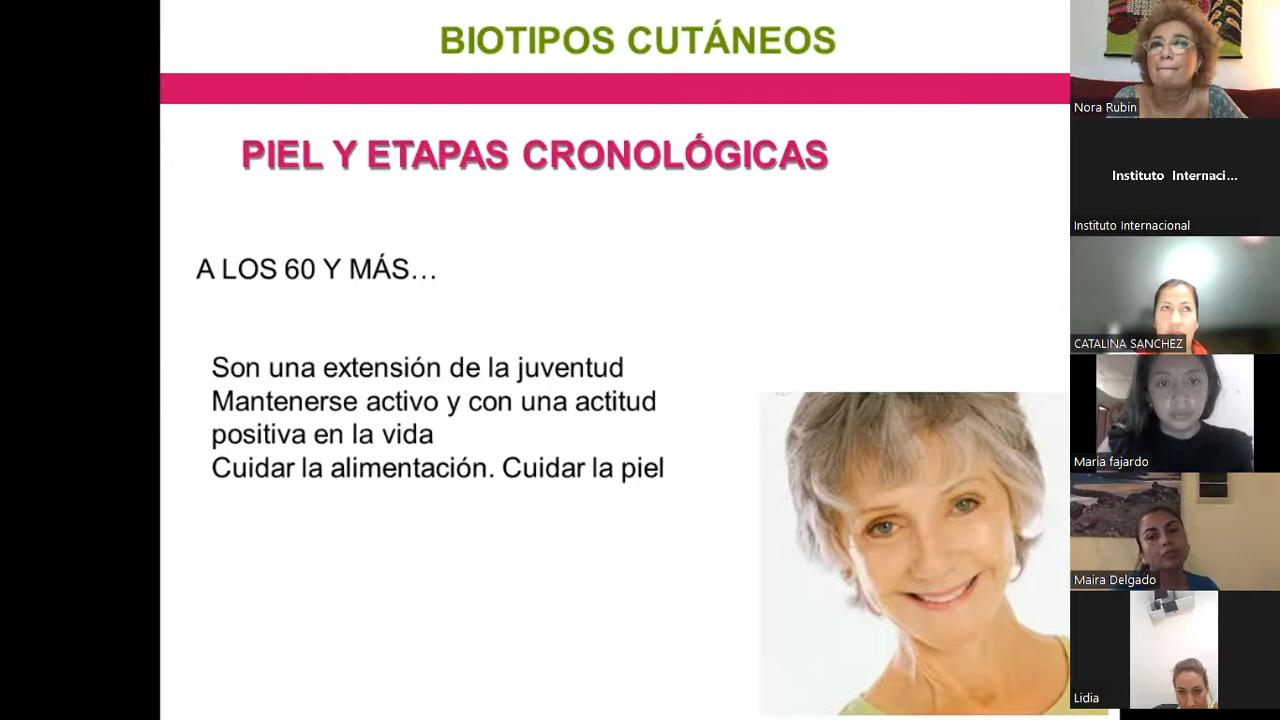 BIOTIPOS CUTÁNEOS
PIEL Y ETAPAS CRONOLÓGICAS
A LOS 60 Y MÁS…
Son una extensión de la juventud
Mantenerse activo y con una actitud
positiva en la vida
Cuidar la alimentación. Cuidar la piel
Nora Rubin
Instituto Internaci...
Instituto Internacional
CATALINA SANCHEZ
Maria fajardo
Maira Delgado
Lidia